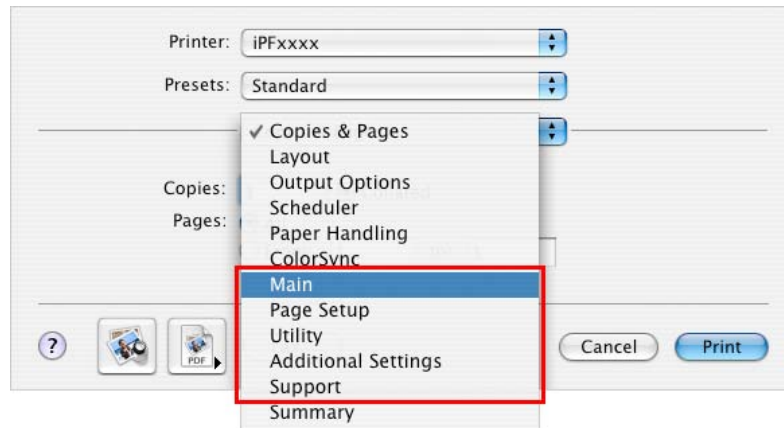 Printer: iPFxxxx
Presets: Standard
✓ Copies & Pages
Layout
Output Options
Copies:
Scheduler
Pages:
Paper Handling
ColorSync
Main
Page Setup
Utility
Additional Settings
Support
Summary
? PDF Cancel Print